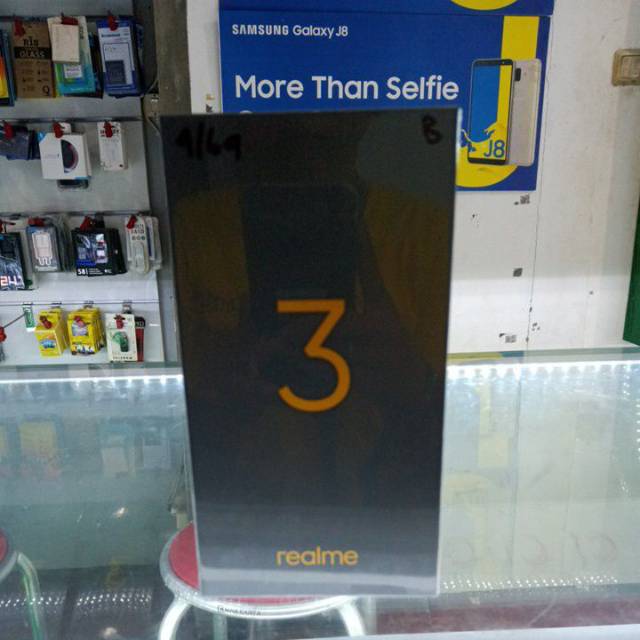 SAMSUNG Galaxy J8
More Than Selfie
J8
4/64
B
3
realme